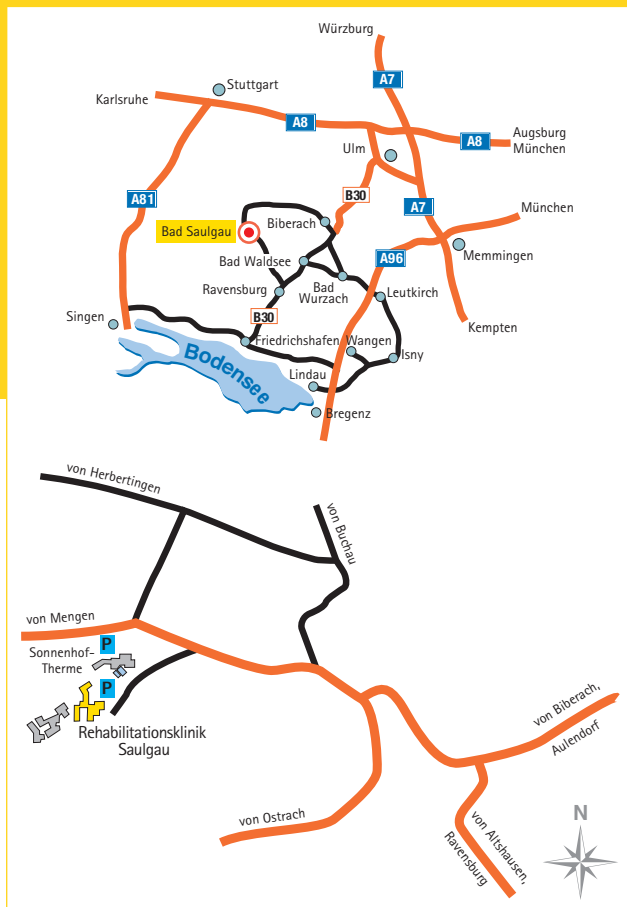 Würzburg
A7
Stuttgart
Karlsruhe
A8
A8
Augsburg
München
Ulm
B30
A81
A7
München
Biberach
Bad Saulgau
Memmingen
Bad Waldsee
A96
Bad
Wurzach
Ravensburg
Leutkirch
B30
Singen
Kempten
Friedrichshafen
Wangen
Isny
Bodensee
Lindau
Bregenz
von Herbertingen
von Buchau
von Mengen
P
Sonnenhof-
Therme
P
Rehabilitationsklinik
Saulgau
von Biberach,
Aulendorf
von Ostrach
von Altshausen,
Ravensburg
N